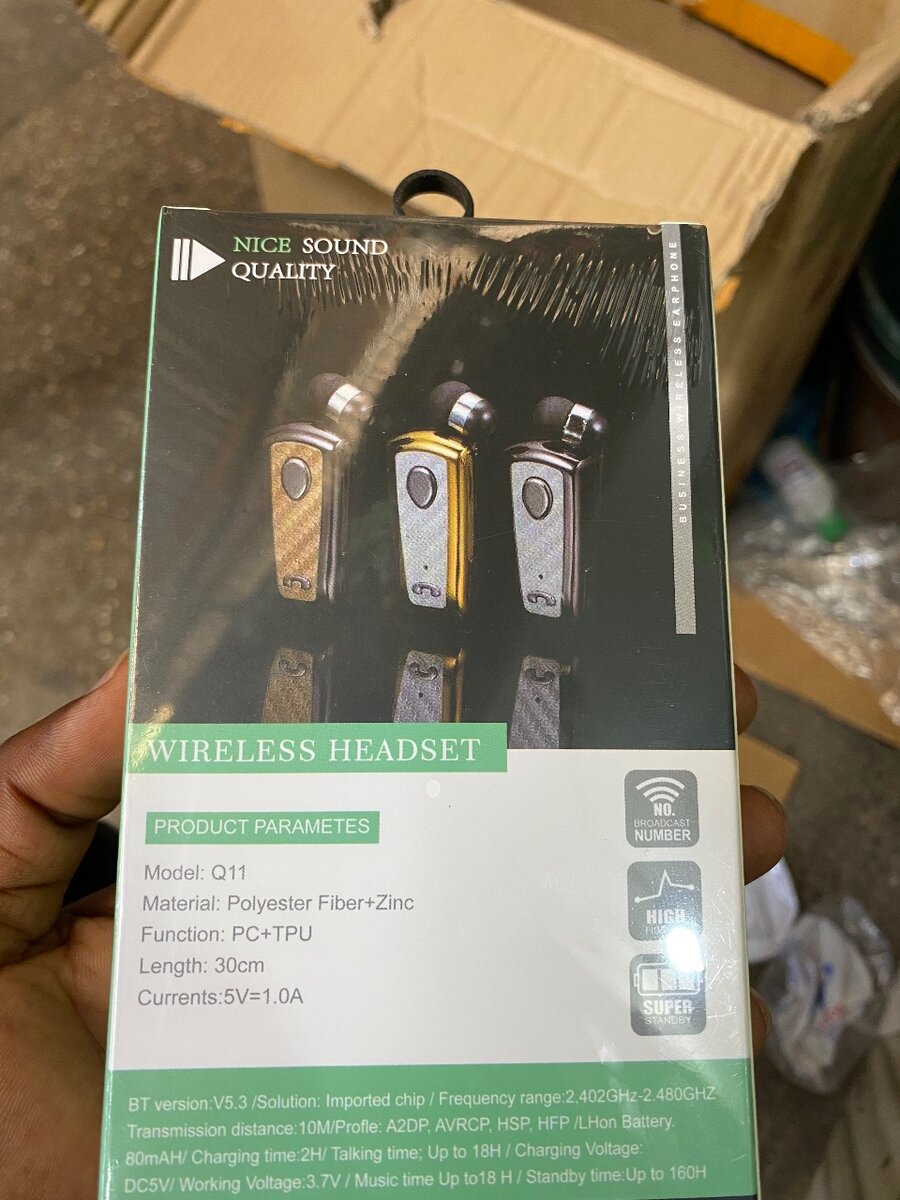 NICE SOUND
QUALITY
BUSINESS WIRELESS EARPHONE
WIRELESS HEADSET
PRODUCT PARAMETES
Model: Q11
Material: Polyester Fiber+Zinc
Function: PC+TPU
Length: 30cm
Currents:5V=1.0A
NO.
BROADCAST
NUMBER
HIGH
SUPER
STANDBY
BT version:V5.3 /Solution: Imported chip / Frequency range:2,402GHz-2.480GHZ
Transmission distance:10M/Profle: A2DP, AVRCP, HSP, HFP /LHon Battery.
80mAH/ Charging time:2H/ Talking time; Up to 18H / Charging Voltage:
DC5V/ Working Voltage:3.7V / Music time Up to18 H / Standby time:Up to 160H